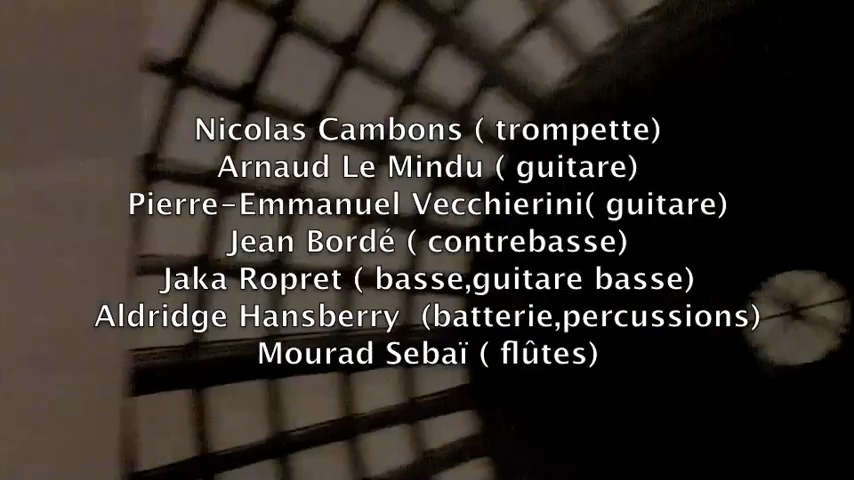 Nicolas Cambons ( trompette)
Arnaud Le Mindu ( guitare)
Pierre-Emmanuel Vecchierini( guitare)
Jean Bordé ( contrebasse)
Jaka Ropret ( basse,guitare basse)
Aldridge Hansberry  (batterie,percussions)
Mourad Sebaï ( flûtes)